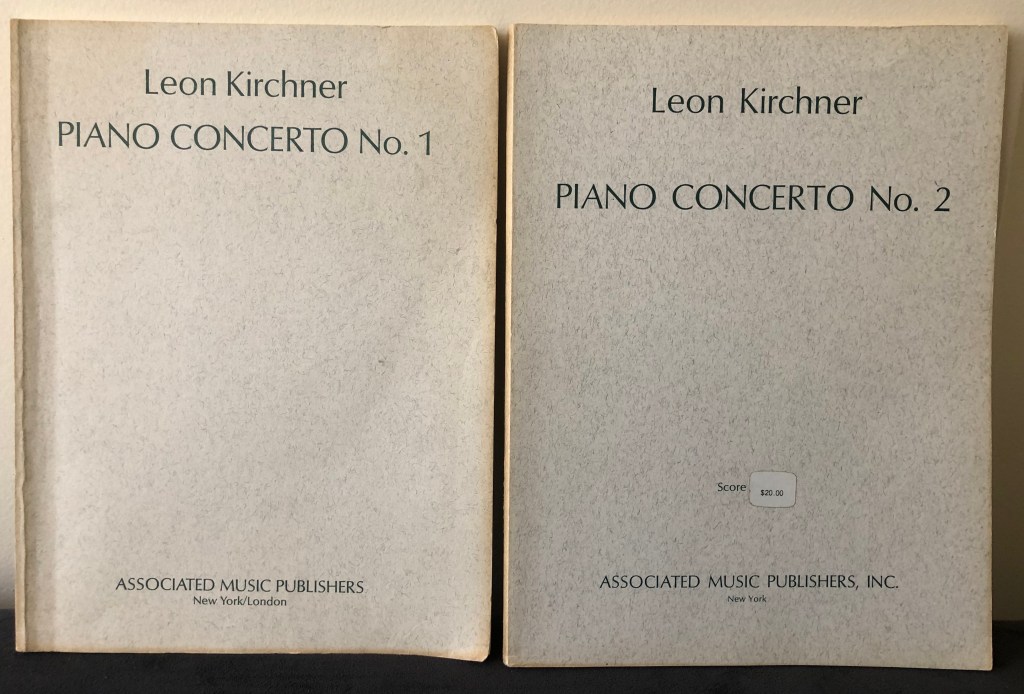 Leon Kirchner
PIANO CONCERTO No. 1
ASSOCIATED MUSIC PUBLISHERS
New York/London
Leon Kirchner
PIANO CONCERTO No. 2
Score $20.00
ASSOCIATED MUSIC PUBLISHERS, INC.
New York